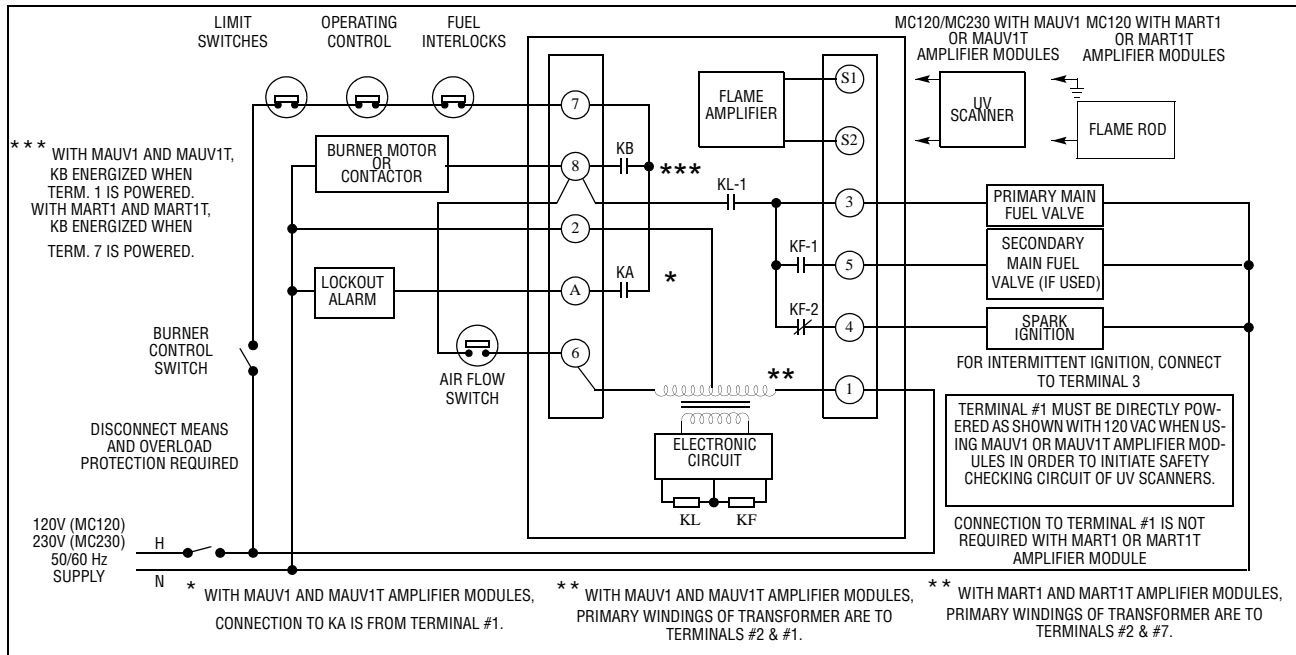 LIMIT
SWITCHES
OPERATING
CONTROL
FUEL
INTERLOCKS
MC120/MC230 WITH MAUV1
OR MAUV1T
AMPLIFIER MODULES
MC120 WITH MART1
OR MART1T
AMPLIFIER MODULES
7
FLAME
AMPLIFIER
S1
S2
UV
SCANNER
FLAME ROD
*** WITH MAUV1 AND MAUV1T,
KB ENERGIZED WHEN
TERM. 1 IS POWERED.
WITH MART1 AND MART1T,
KB ENERGIZED WHEN
TERM. 7 IS POWERED.
BURNER MOTOR
OR
CONTACTOR
8
KB
***
KL-1
3
PRIMARY MAIN
FUEL VALVE
2
KF-1
5
SECONDARY
MAIN FUEL
VALVE (IF USED)
LOCKOUT
ALARM
A
KA
*
KF-2
4
SPARK
IGNITION
BURNER
CONTROL
SWITCH
AIR FLOW
SWITCH
6
**
1
FOR INTERMITTENT IGNITION, CONNECT
TO TERMINAL 3
DISCONNECT MEANS
AND OVERLOAD
PROTECTION REQUIRED
ELECTRONIC
CIRCUIT
KL
KF
TERMINAL #1 MUST BE DIRECTLY POW-
ERED AS SHOWN WITH 120 VAC WHEN US-
ING MAUV1 OR MAUV1T AMPLIFIER MOD-
ULES IN ORDER TO INITIATE SAFETY
CHECKING CIRCUIT OF UV SCANNERS.
CONNECTION TO TERMINAL #1 IS NOT
REQUIRED WITH MART1 OR MART1T
AMPLIFIER MODULE
120V (MC120)
230V (MC230)
50/60 Hz
SUPPLY
H
N
* WITH MAUV1 AND MAUV1T AMPLIFIER MODULES,
CONNECTION TO KA IS FROM TERMINAL #1.
** WITH MAUV1 AND MAUV1T AMPLIFIER MODULES,
PRIMARY WINDINGS OF TRANSFORMER ARE TO
TERMINALS #2 & #1.
** WITH MART1 AND MART1T AMPLIFIER MODULES,
PRIMARY WINDINGS OF TRANSFORMER ARE TO
TERMINALS #2 & #7.